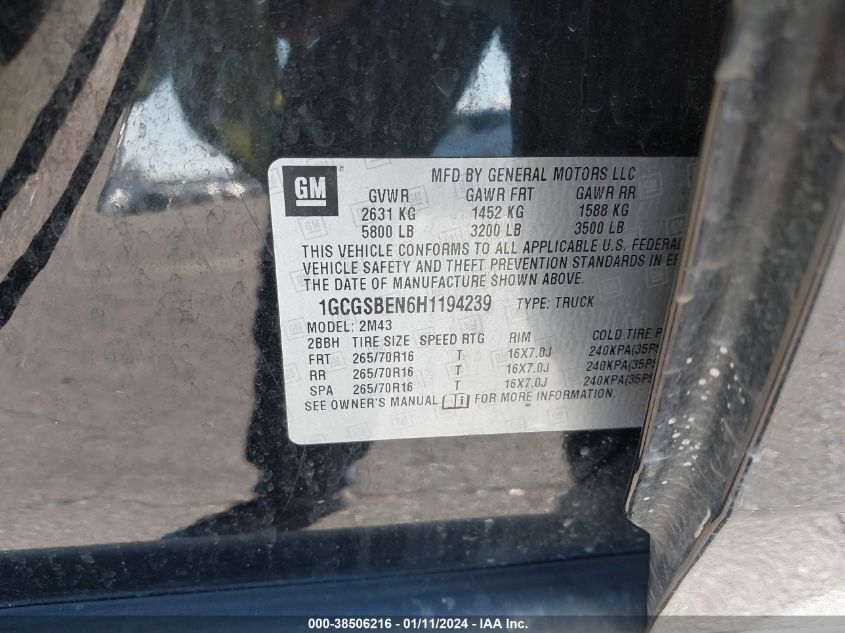 GM
MFD BY GENERAL MOTORS LLC
GVWR GAWR FRT GAWR RR
2631 KG 1452 KG 1588 KG
5800 LB 3200 LB 3500 LB
THIS VEHICLE CONFORMS TO ALL APPLICABLE U.S. FEDERAL
VEHICLE SAFETY AND THEFT PREVENTION STANDARDS IN EF
THE DATE OF MANUFACTURE SHOWN ABOVE.
1GCGSBEN6H1194239 TYPE: TRUCK
MODEL: 2M43
2BBH TIRE SIZE SPEED RTG RIM COLD TIRE P
FRT 265/70R16 T 16X7.0J 240KPA(35PS
RR 265/70R16 T 16X7.0J 240KPA(35PS
SPA 265/70R16 T 16X7.0J 240KPA(35PS
SEE OWNER'S MANUAL FOR MORE INFORMATION.
000-38506216 - 01/11/2024 - IAA Inc.